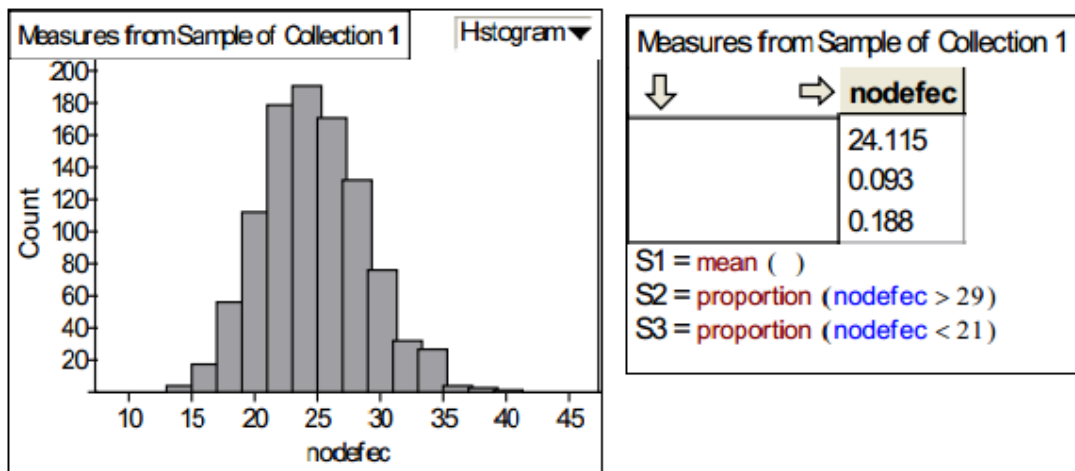 Measures from Sample of Collection 1
Hstogram
200
180
160
140
120
100
80
60
40
20
Count
10 15 20 25 30 35 40 45
nodefec
Measures from Sample of Collection 1
nodefec
24.115
0.093
0.188
S1 = mean ( )
S2 = proportion (nodefec > 29)
S3 = proportion (nodefec < 21)